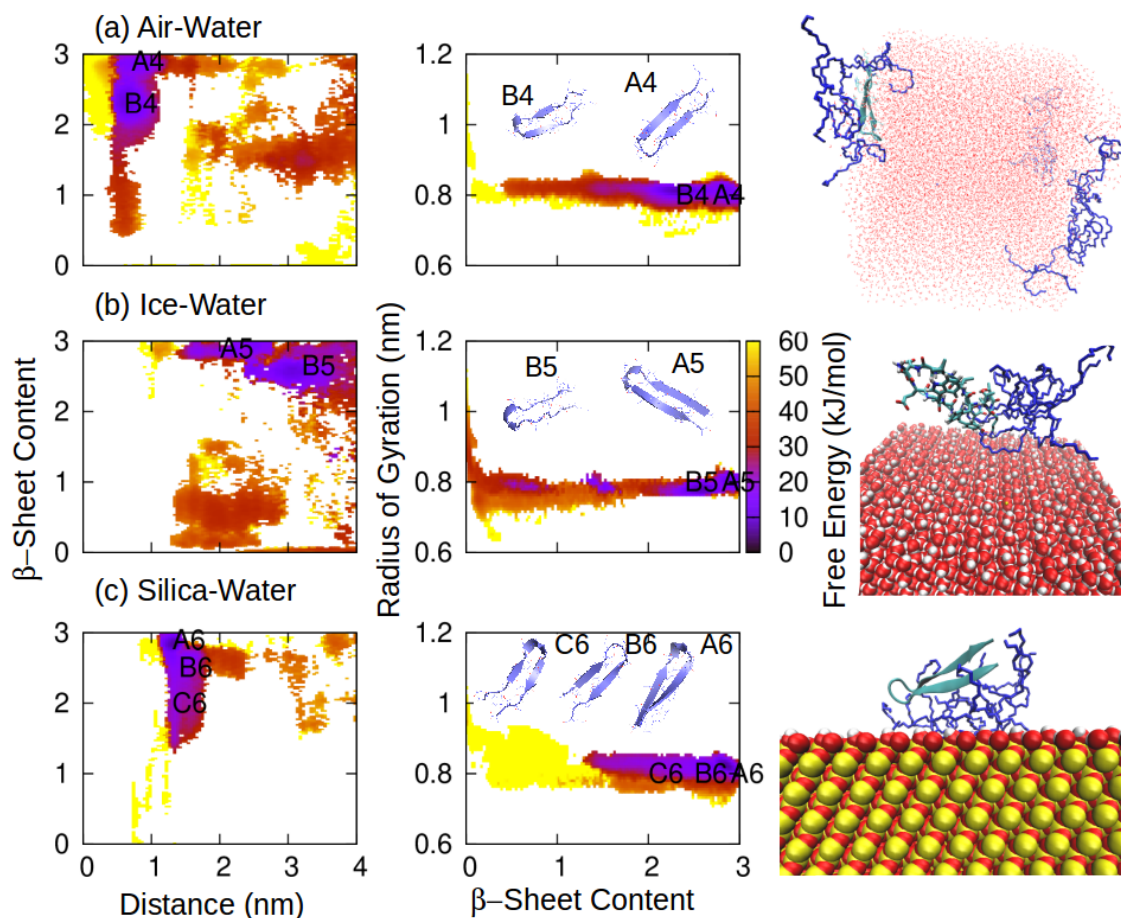 (a) Air-Water
3
2
1
0
A4
B4
1.2
1
0.8
0.6
B4
A4
B4 A4
(b) Ice-Water
3
2
1
0
A5
B5
1.2
1
0.8
0.6
B5
A5
B5 A5
60
50
40
30
20
10
0
Free Energy (kJ/mol)
β−Sheet Content
Radius of Gyration (nm)
(c) Silica-Water
3
2
1
0
A6
B6
C6
0 1 2 3 4
Distance (nm)
1.2
1
0.8
0.6
C6 B6 A6
C6 B6 A6
1 2 3
β−Sheet Content